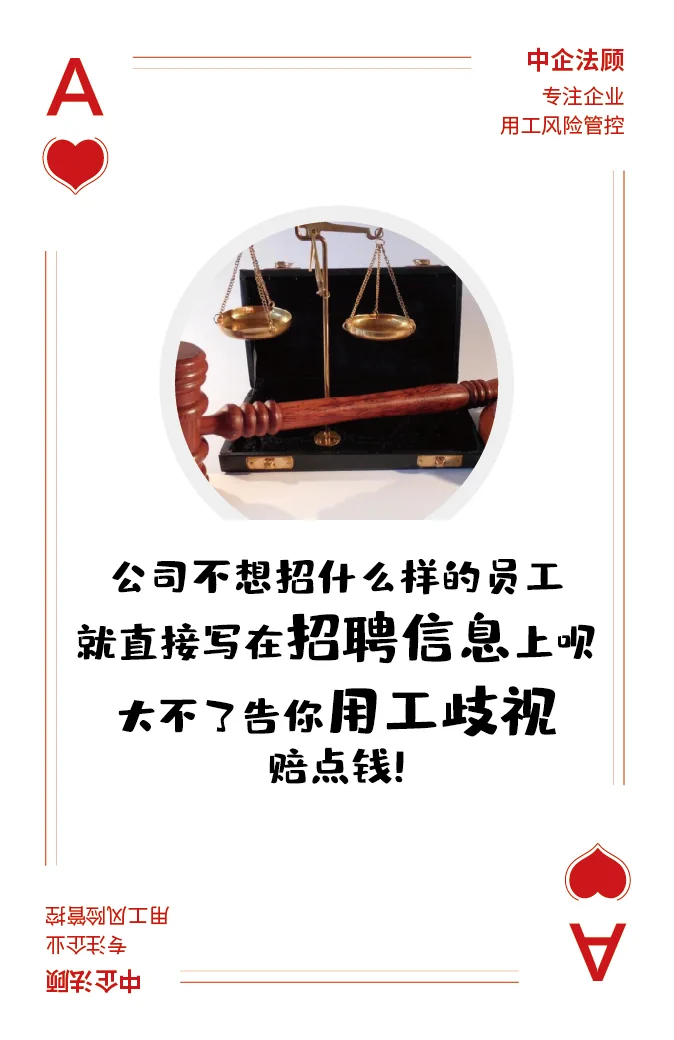 A
中企法顾
专注企业
用工风险管控
公司不想招什么样的员工
就直接写在招聘信息上呗
大不了告你用工歧视
赔点钱!
用工风险管控
专注企业
中企法顾
A